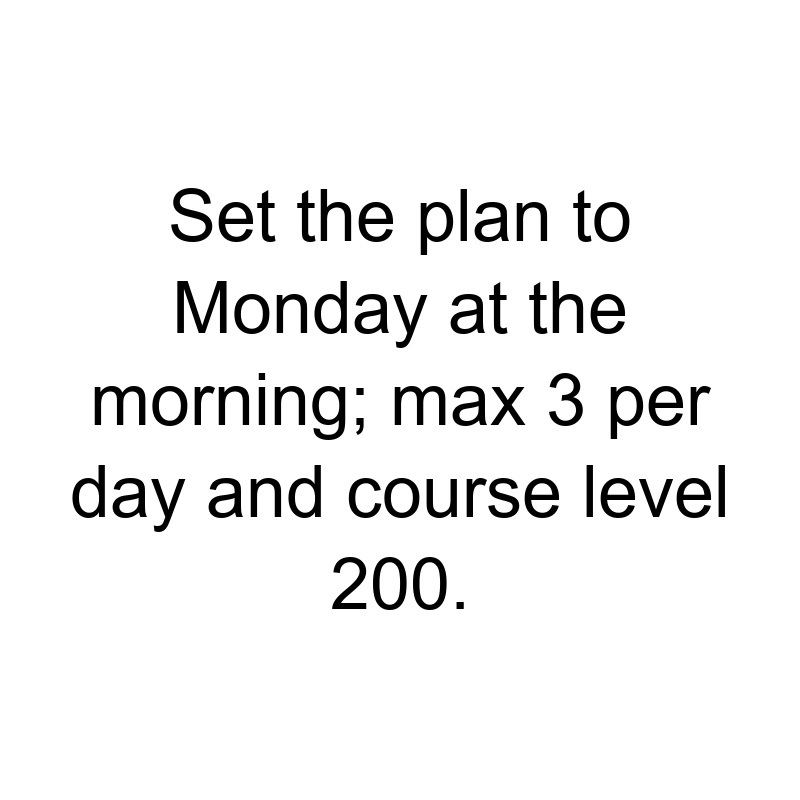 Set the plan to
Monday at the
morning; max 3 per
day and course level
200.